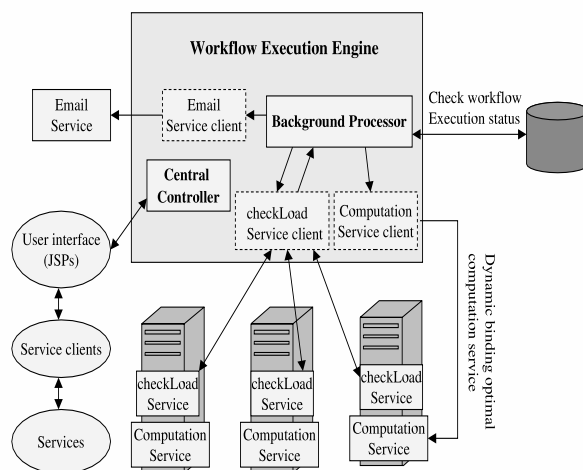 Workflow Execution Engine
Email
Service
Email
Service client
Background Processor
Check workflow
Execution status
Central
Controller
checkLoad
Service client
Computation
Service client
User interface
(JSPs)
Service clients
Services
checkLoad
Service
Computation
Service
checkLoad
Service
Computation
Service
checkLoad
Service
Computation
Service
Dynamic binding optimal
computation service